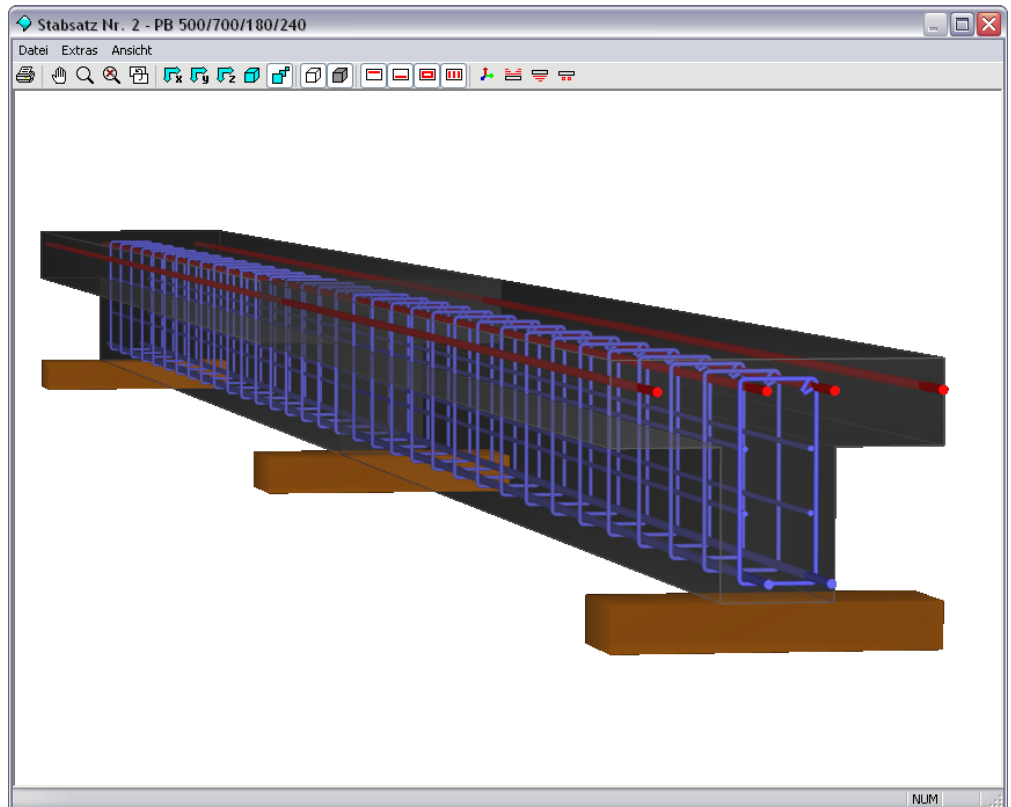 Stabsatz Nr. 2 - PB 500/700/180/240
Datei Extras Ansicht
x y z
NUM